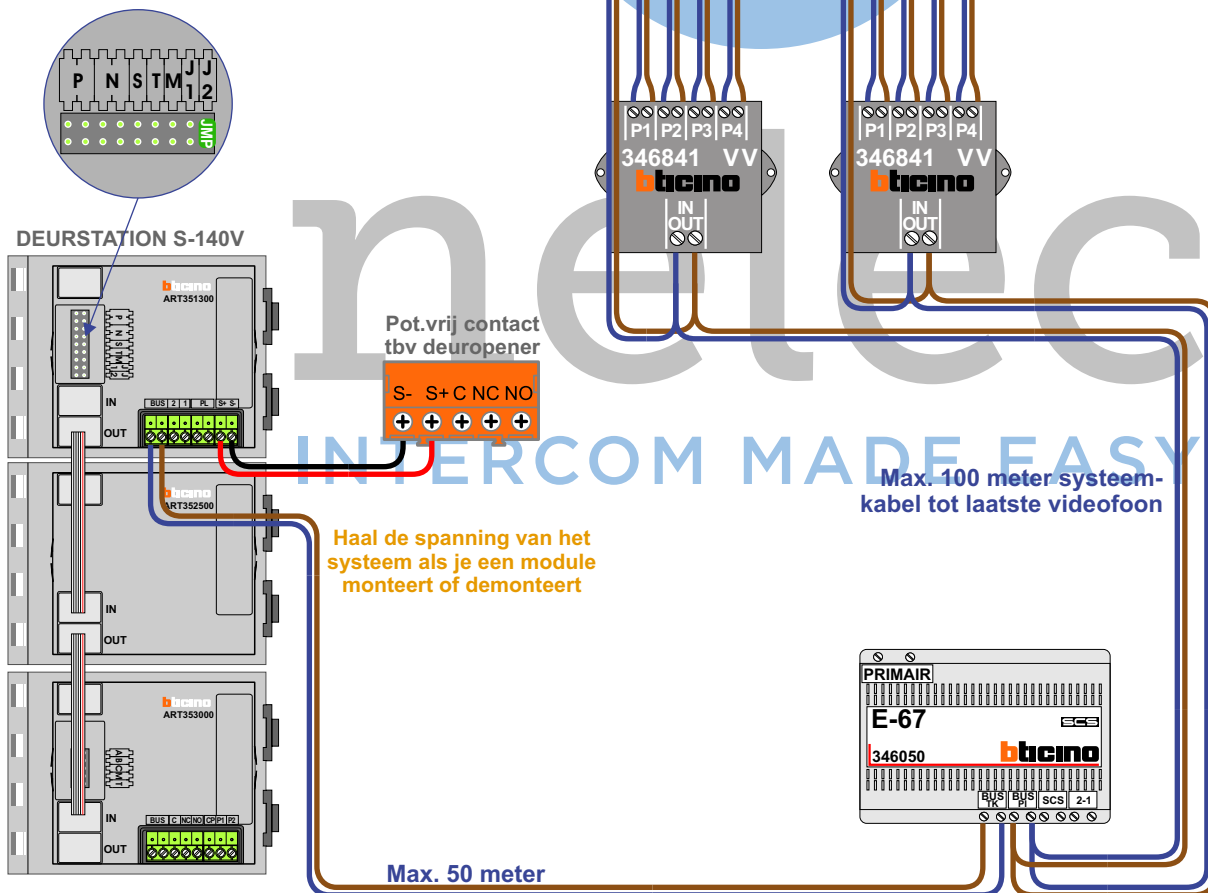 P N S T M J1 J2
JMP
DEURSTATION S-140V
bticino
ART351300
P N S T M J1 J2
IN
OUT
BUS 2 1 PL S+ S-
bticino
ART352500
IN
OUT
bticino
ART353000
A B C M T
IN
OUT
BUS C NC NO CP P1 P2
Pot.vrij contact
tbv deuropener
S- S+ C NC NO
Haal de spanning van het
systeem als je een module
monteert of demonteert
Max. 50 meter
P1 P2 P3 P4
346841 VV
bticino
IN
OUT
P1 P2 P3 P4
346841 VV
bticino
IN
OUT
nelec
INTERCOM MADE EASY
Max. 100 meter systeem-
kabel tot laatste videofoon
PRIMAIR
E-67
SCS
346050
bticino
BUS TK BUS PI SCS 2-1